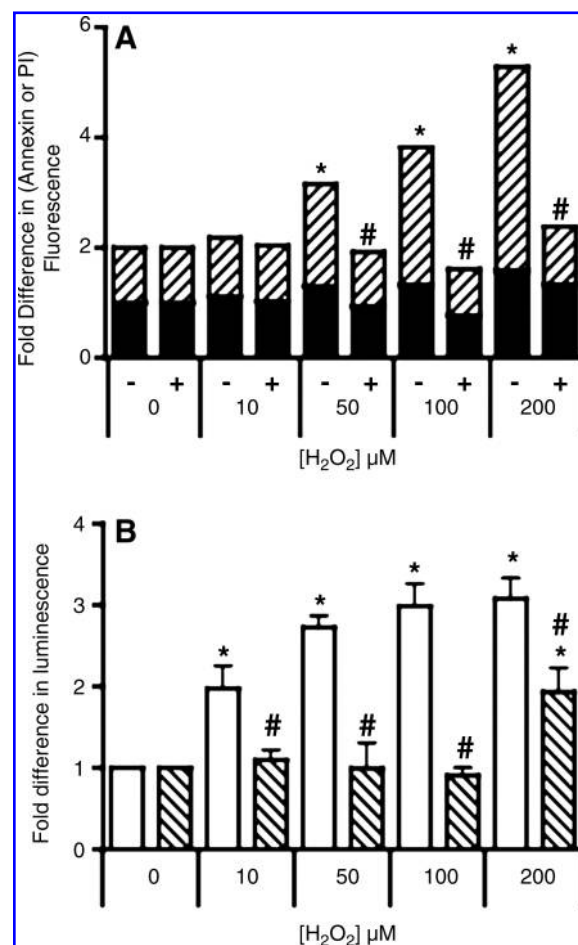 A
Fold Difference in (Annexin or PI)
Fluorescence
6
4
2
0
* * *
# # #
- + - + - + - + - +
0 10 50 100 200
[H₂O₂] µM
B
Fold difference in luminescence
4
3
2
1
0
* * * *
# # # # *
0 10 50 100 200
[H₂O₂] µM